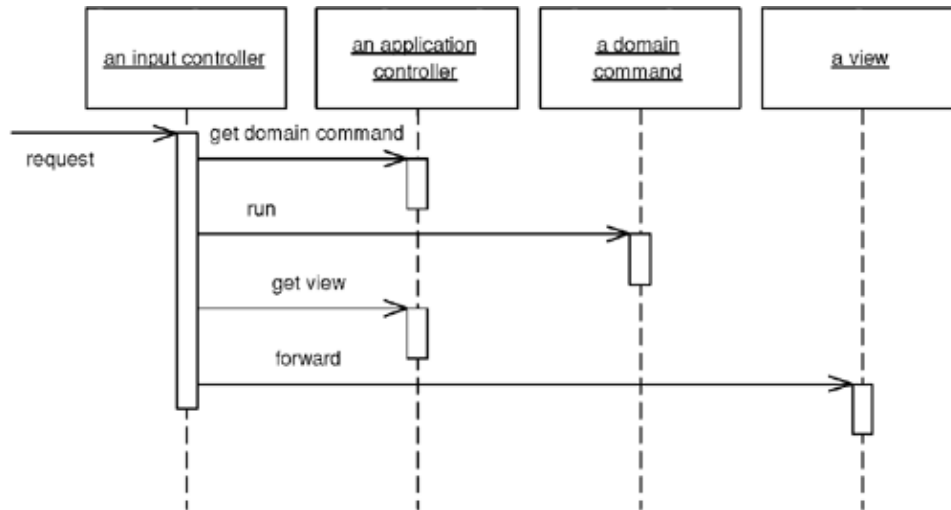 an input controller
an application
controller
a domain
command
a view
request
get domain command
run
get view
forward